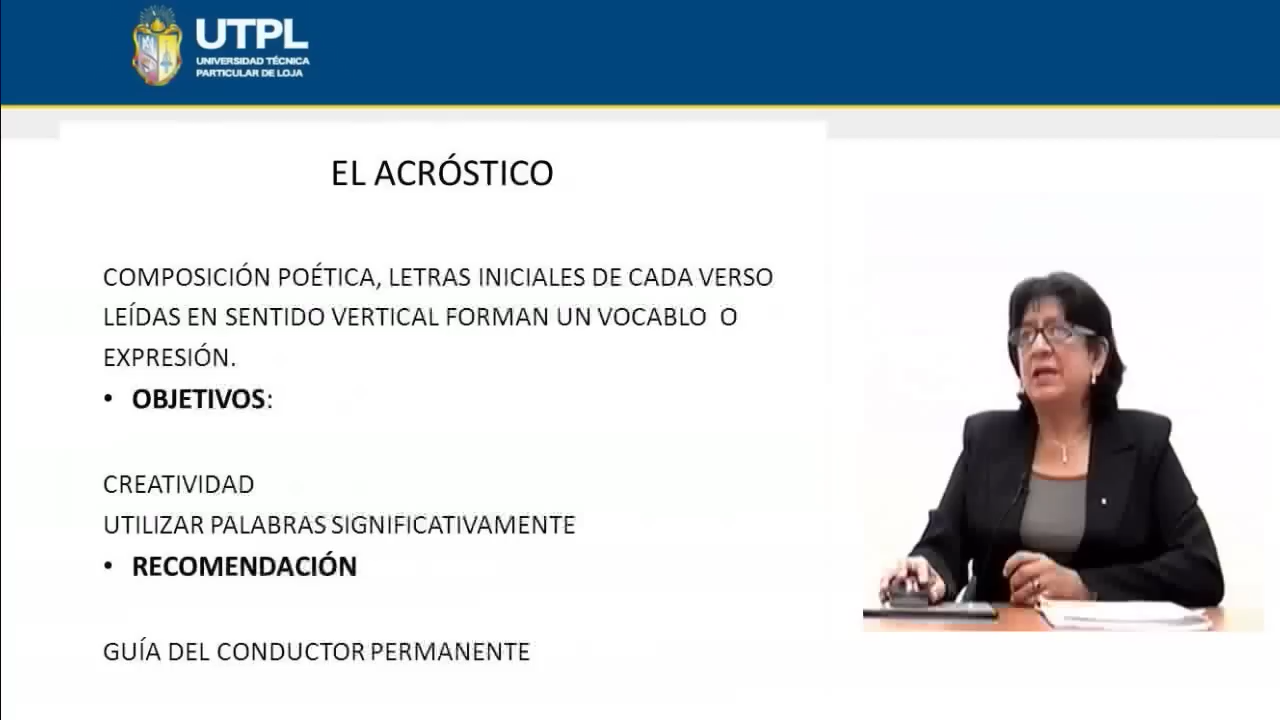 UTPL
UNIVERSIDAD TÉCNICA
PARTICULAR DE LOJA
EL ACRÓSTICO
COMPOSICIÓN POÉTICA, LETRAS INICIALES DE CADA VERSO
LEÍDAS EN SENTIDO VERTICAL FORMAN UN VOCABLO O
EXPRESIÓN.
• OBJETIVOS:
CREATIVIDAD
UTILIZAR PALABRAS SIGNIFICATIVAMENTE
• RECOMENDACIÓN
GUÍA DEL CONDUCTOR PERMANENTE